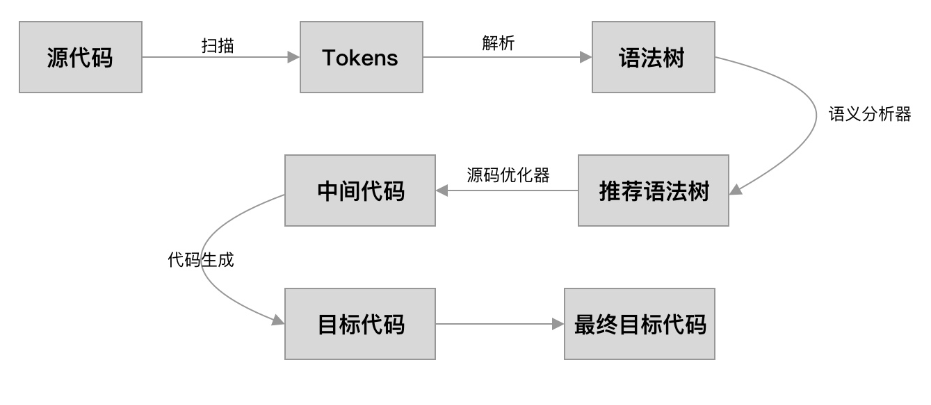 源代码
扫描
Tokens
解析
语法树
语义分析器
推荐语法树
源码优化器
中间代码
代码生成
目标代码
最终目标代码